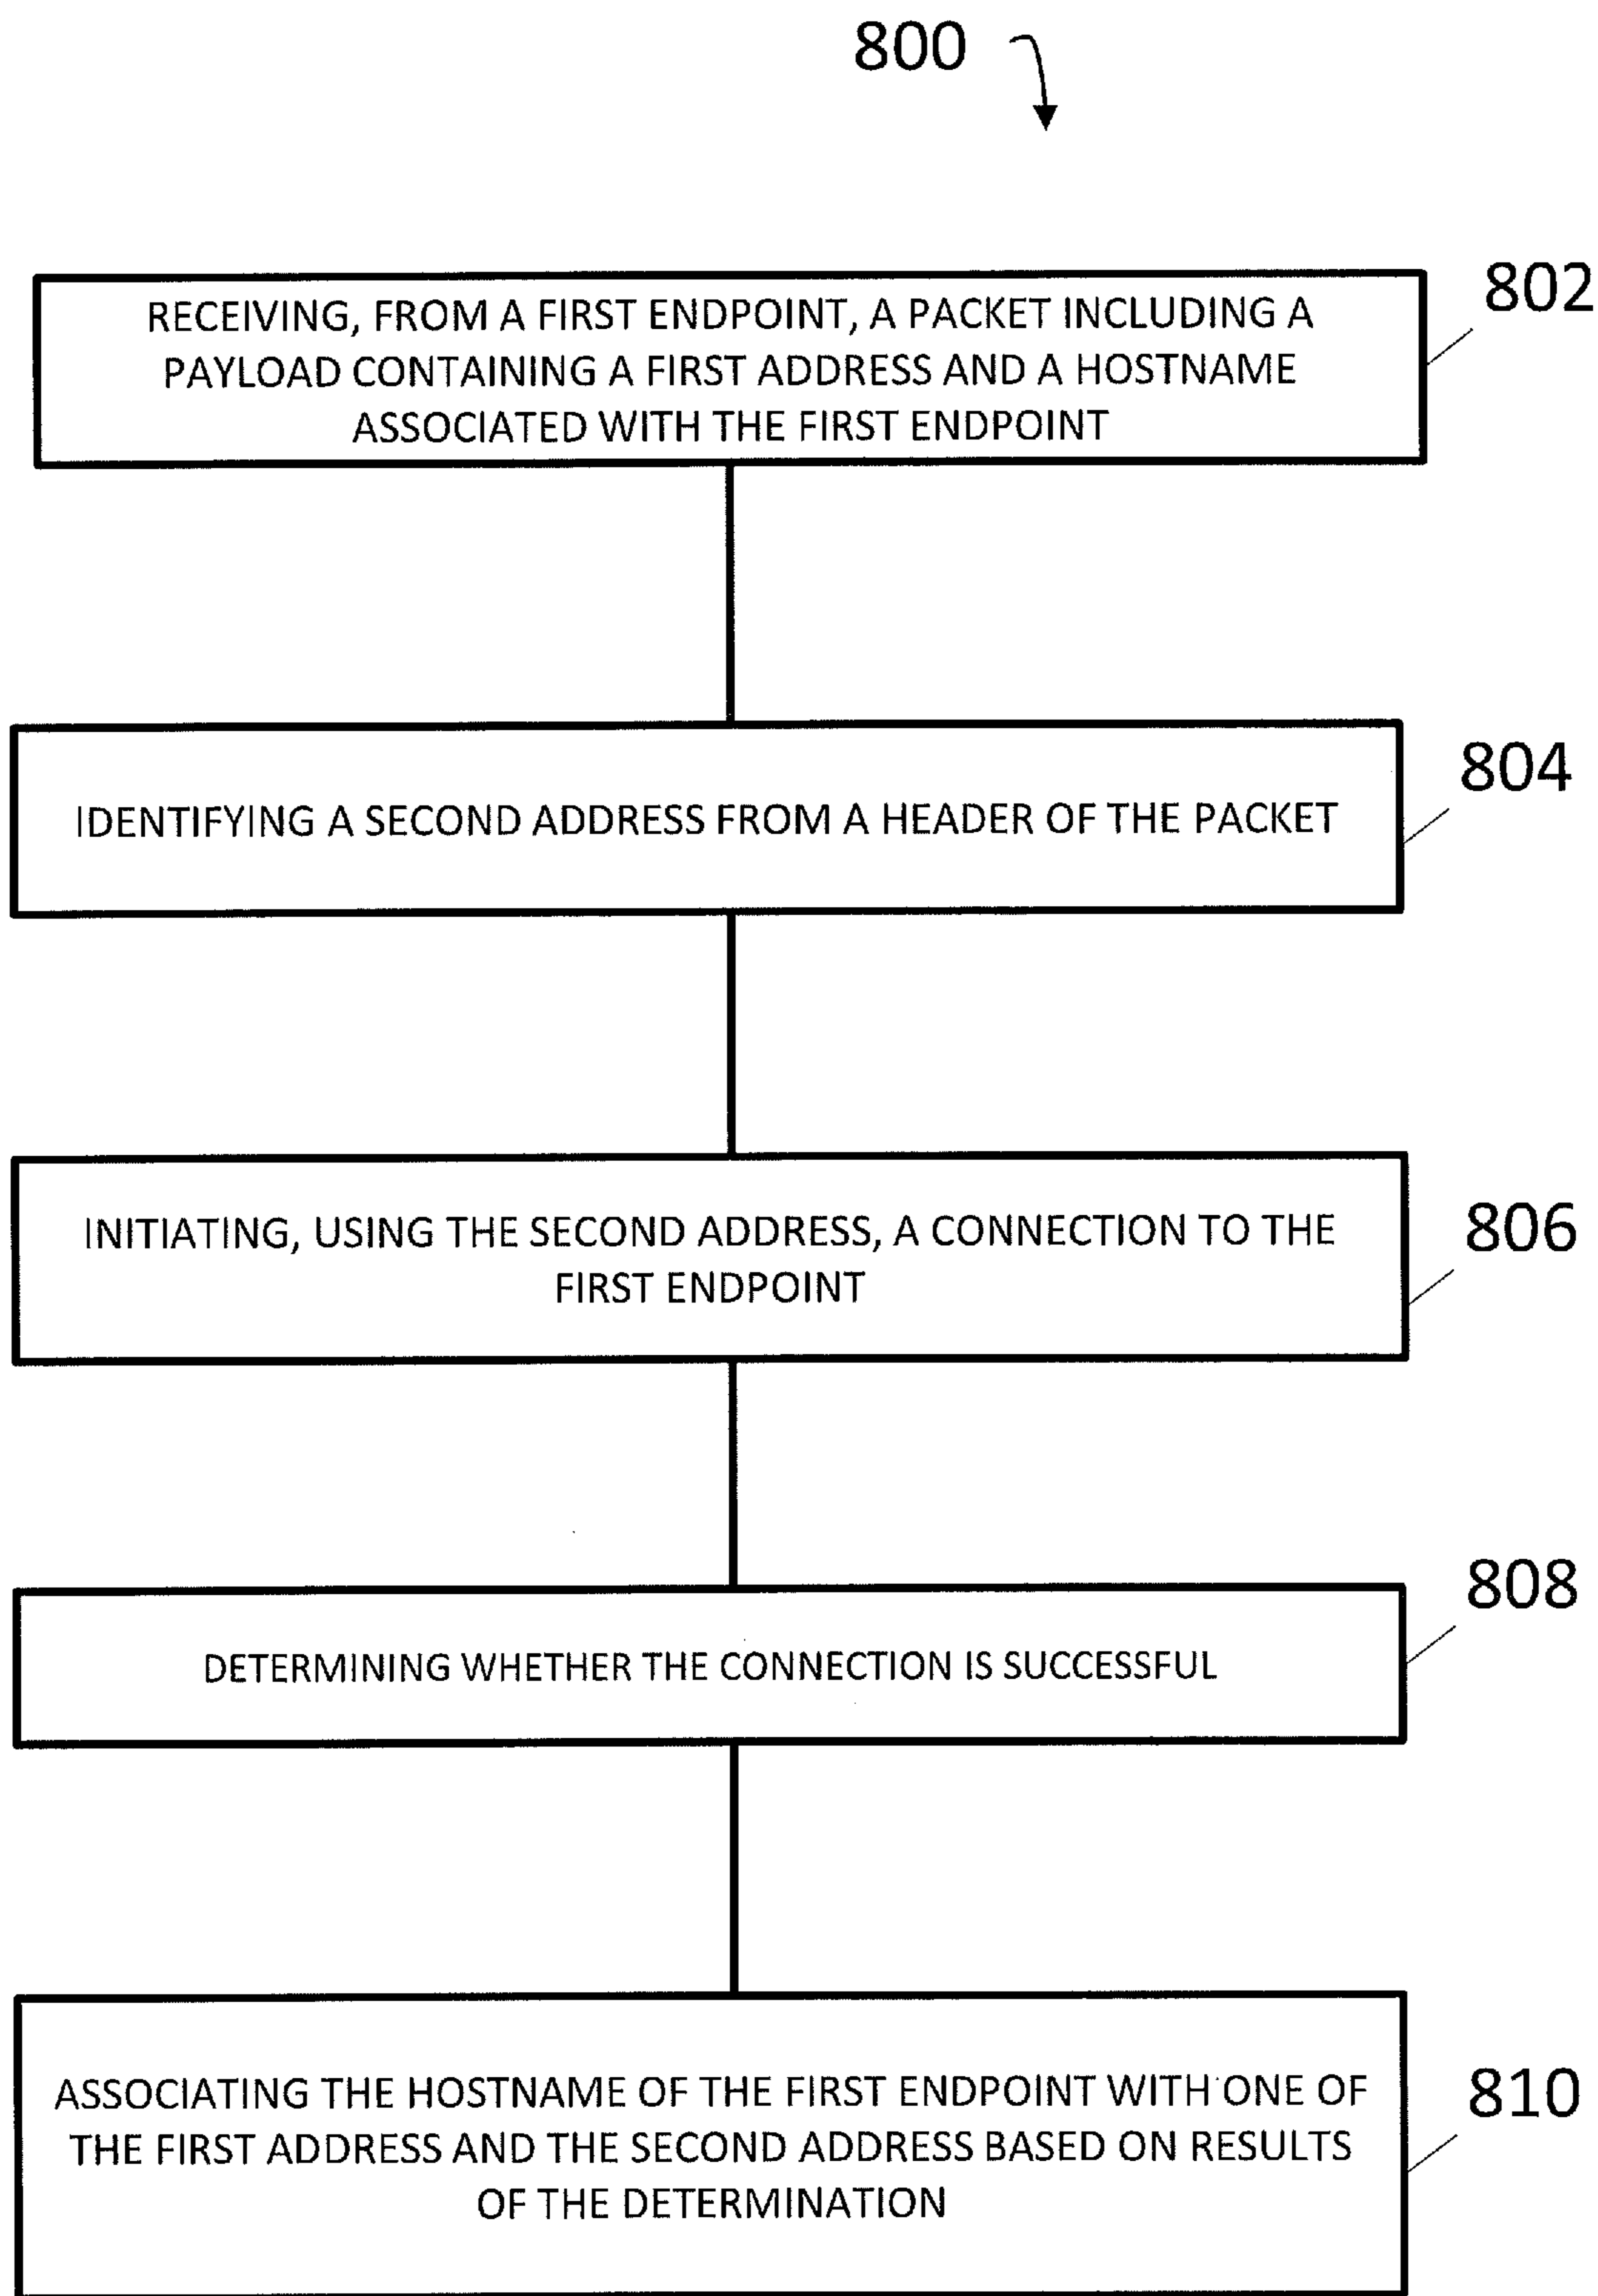 800
802
RECEIVING, FROM A FIRST ENDPOINT, A PACKET INCLUDING A
PAYLOAD CONTAINING A FIRST ADDRESS AND A HOSTNAME
ASSOCIATED WITH THE FIRST ENDPOINT
804
IDENTIFYING A SECOND ADDRESS FROM A HEADER OF THE PACKET
806
INITIATING, USING THE SECOND ADDRESS, A CONNECTION TO THE
FIRST ENDPOINT
808
DETERMINING WHETHER THE CONNECTION IS SUCCESSFUL
810
ASSOCIATING THE HOSTNAME OF THE FIRST ENDPOINT WITH ONE OF
THE FIRST ADDRESS AND THE SECOND ADDRESS BASED ON RESULTS
OF THE DETERMINATION